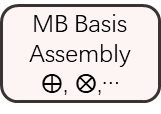 MB Basis
Assembly
⊕, ⊗,···